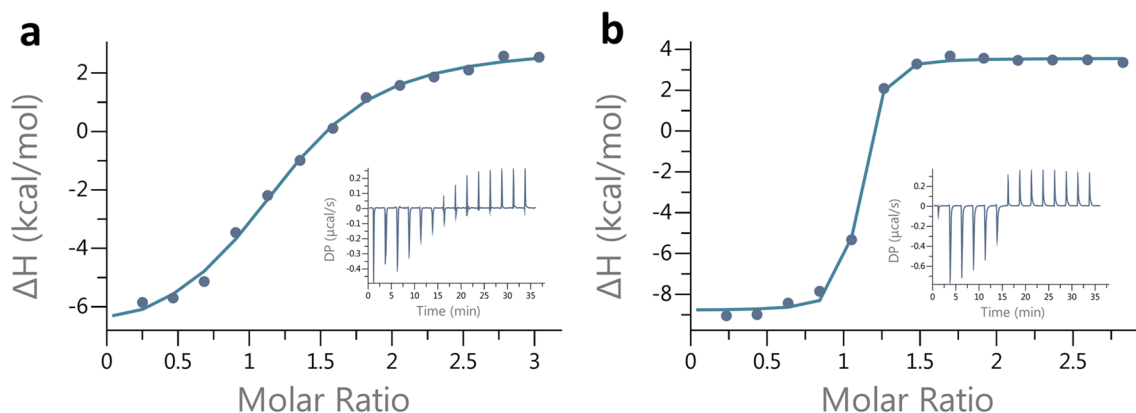 a
ΔH (kcal/mol)
2
0
-2
-4
-6
0 0.5 1 1.5 2 2.5 3
Molar Ratio
DP (µcal/s)
0.2
0.1
0
-0.1
-0.2
-0.3
-0.4
0 5 10 15 20 25 30 35
Time (min)
b
ΔH (kcal/mol)
4
2
0
-2
-4
-6
-8
0 0.5 1 1.5 2 2.5
Molar Ratio
DP (µcal/s)
0.2
0
-0.2
-0.4
-0.6
0 5 10 15 20 25 30 35
Time (min)